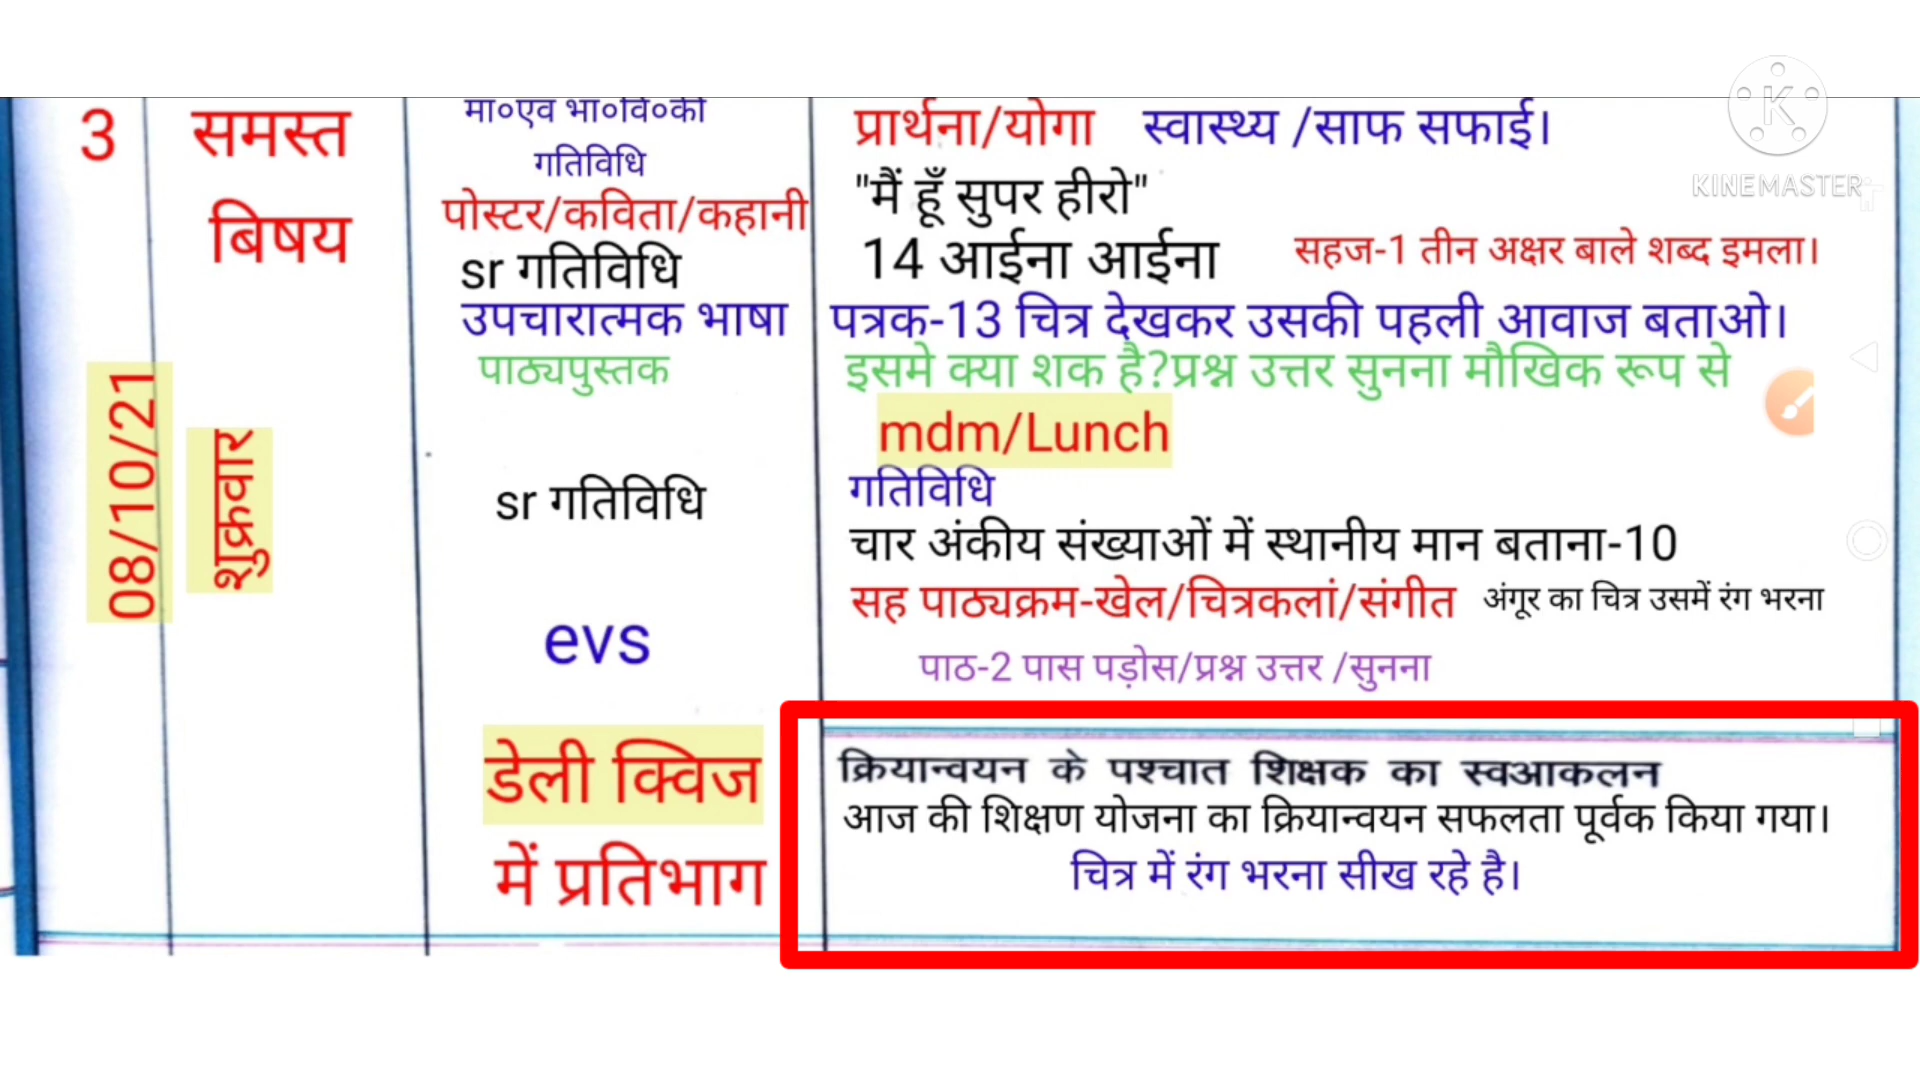 KINEMASTER
3
समस्त
बिषय
08/10/21
शुक्रवार
मा०एव भा०वि०की
गतिविधि
पोस्टर/कविता/कहानी
sr गतिविधि
उपचारात्मक भाषा
पाठ्यपुस्तक
sr गतिविधि
evs
डेली क्विज
में प्रतिभाग
प्रार्थना/योगा स्वास्थ्य /साफ सफाई।
"मैं हूँ सुपर हीरो"
14 आईना आईना सहज-1 तीन अक्षर बाले शब्द इमला।
पत्रक-13 चित्र देखकर उसकी पहली आवाज बताओ।
इसमे क्या शक है?प्रश्न उत्तर सुनना मौखिक रूप से
mdm/Lunch
गतिविधि
चार अंकीय संख्याओं में स्थानीय मान बताना-10
सह पाठ्यक्रम-खेल/चित्रकलां/संगीत अंगूर का चित्र उसमें रंग भरना
पाठ-2 पास पड़ोस/प्रश्न उत्तर /सुनना
क्रियान्वयन के पश्चात शिक्षक का स्वआकलन
आज की शिक्षण योजना का क्रियान्वयन सफलता पूर्वक किया गया।
चित्र में रंग भरना सीख रहे है।